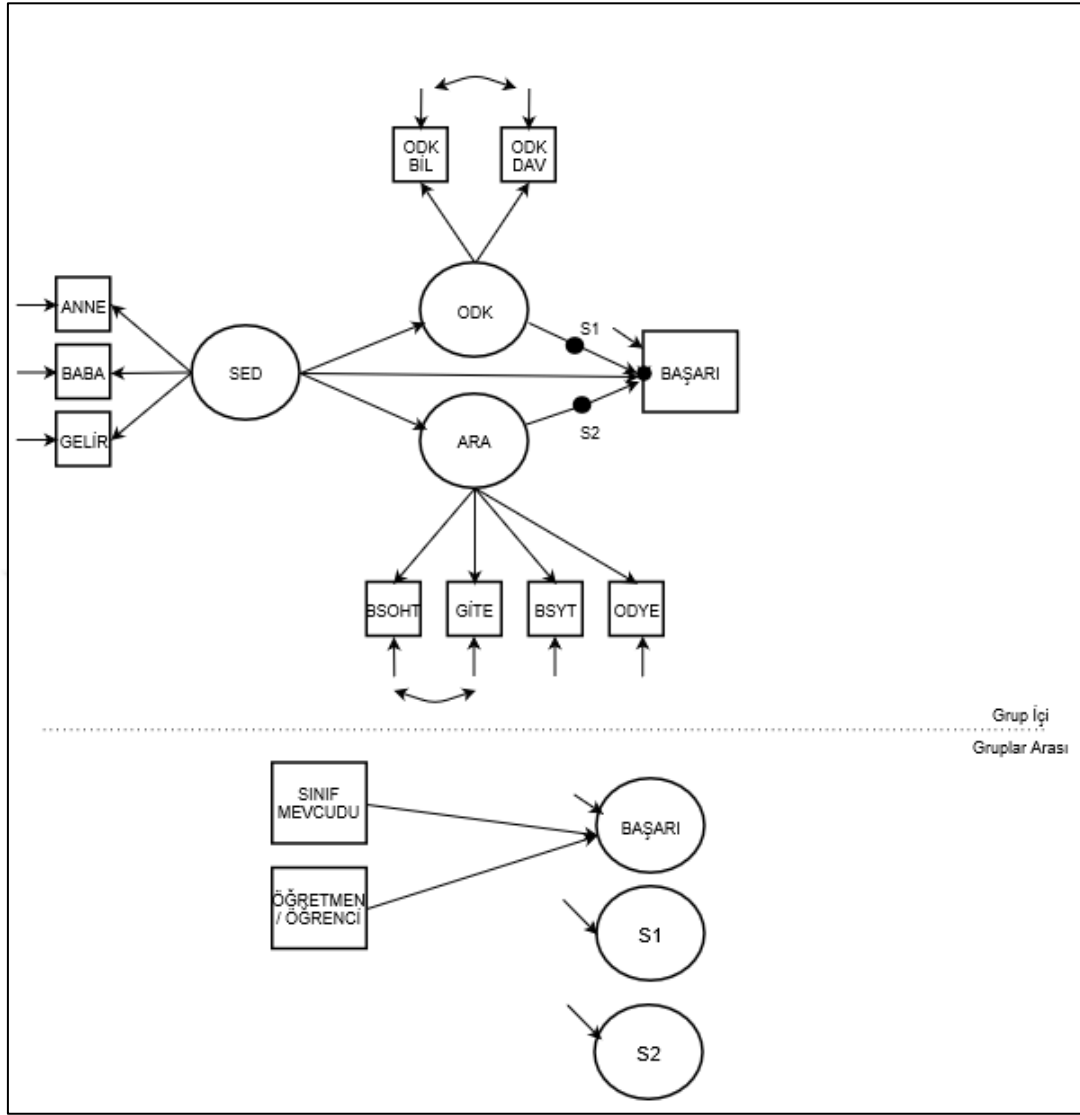 ODK
BİL
ODK
DAV
ANNE
BABA
GELİR
SED
ODK
ARA
S1
S2
BAŞARI
BSOHT
GİTE
BSYT
ODYE
Grup İçi
Gruplar Arası
SINIF
MEVCUDU
ÖĞRETMEN
/ ÖĞRENCİ
BAŞARI
S1
S2